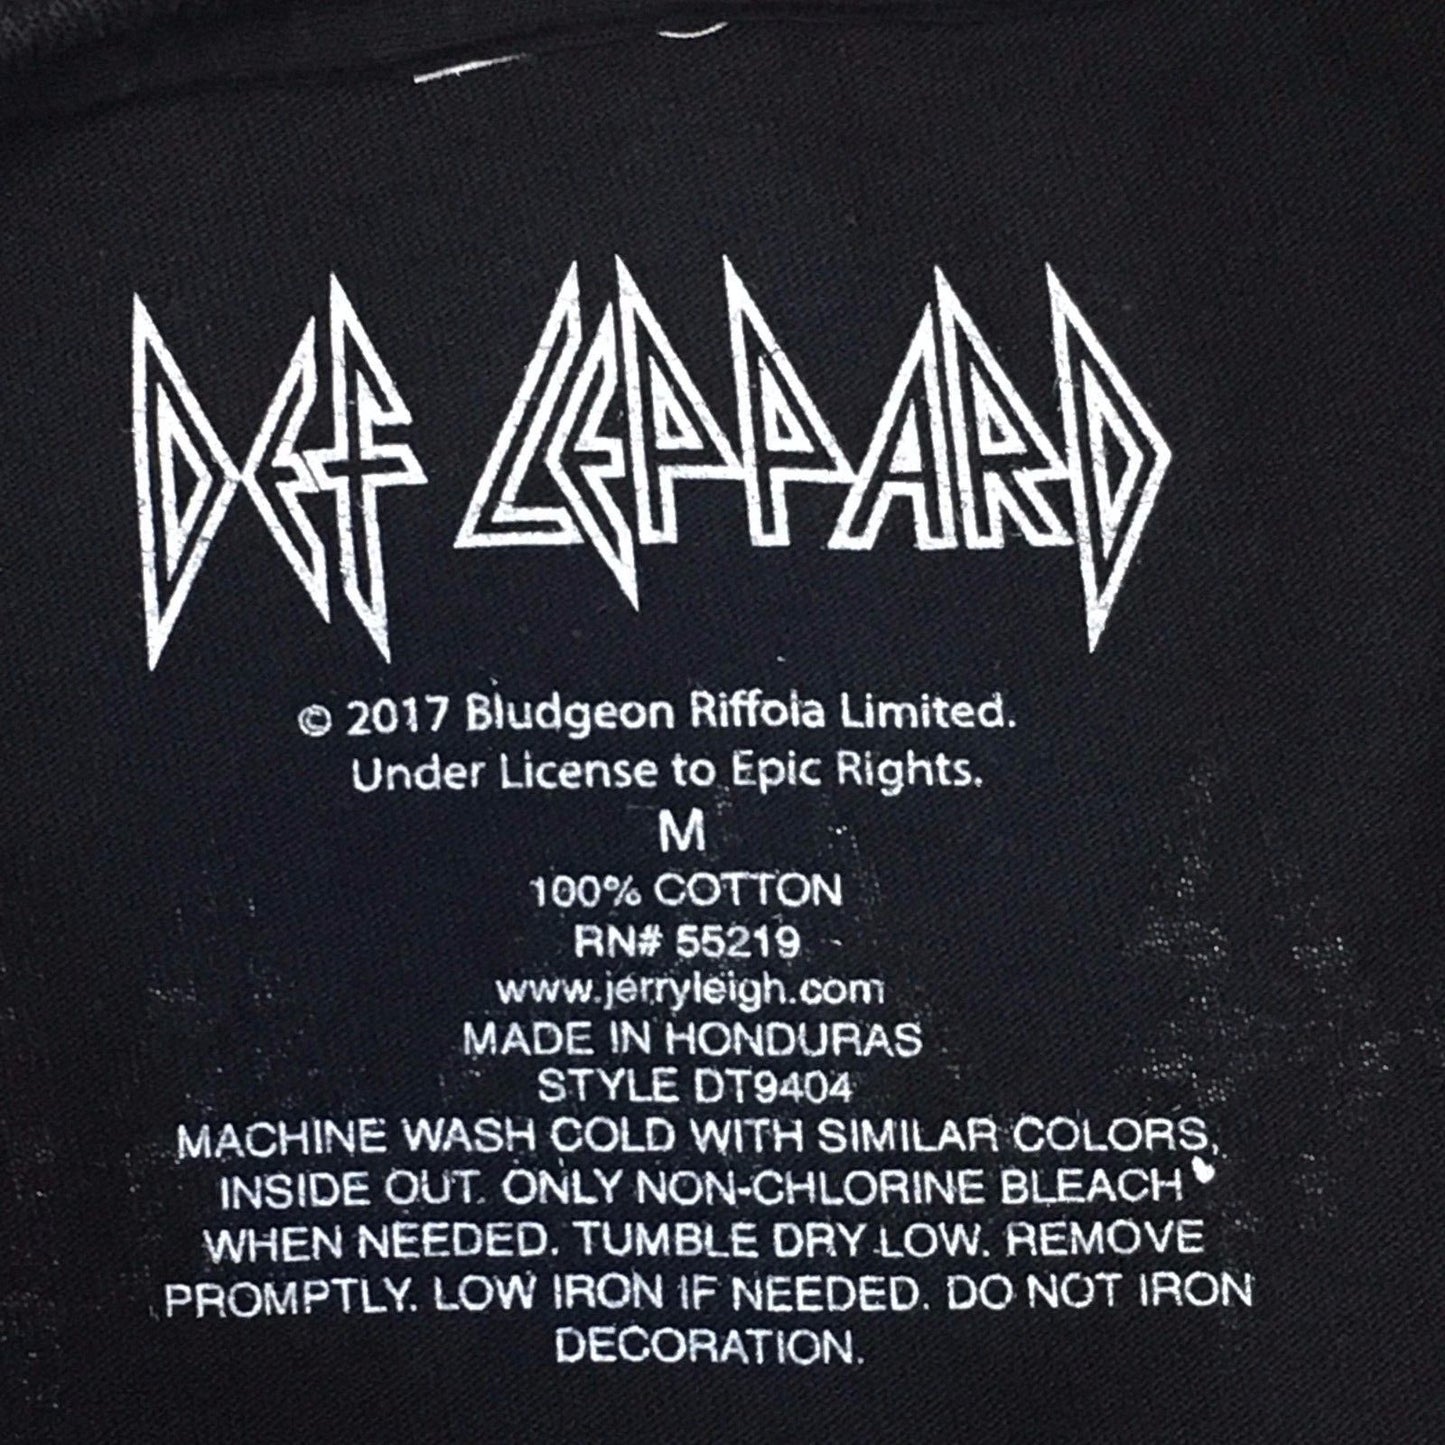 DEF LEPPARD
© 2017 Bludgeon Riffola Limited.
Under License to Epic Rights.
M
100% COTTON
RN# 55219
www.jerryleigh.com
MADE IN HONDURAS
STYLE DT9404
MACHINE WASH COLD WITH SIMILAR COLORS,
INSIDE OUT. ONLY NON-CHLORINE BLEACH
WHEN NEEDED. TUMBLE DRY LOW. REMOVE
PROMPTLY. LOW IRON IF NEEDED. DO NOT IRON
DECORATION.